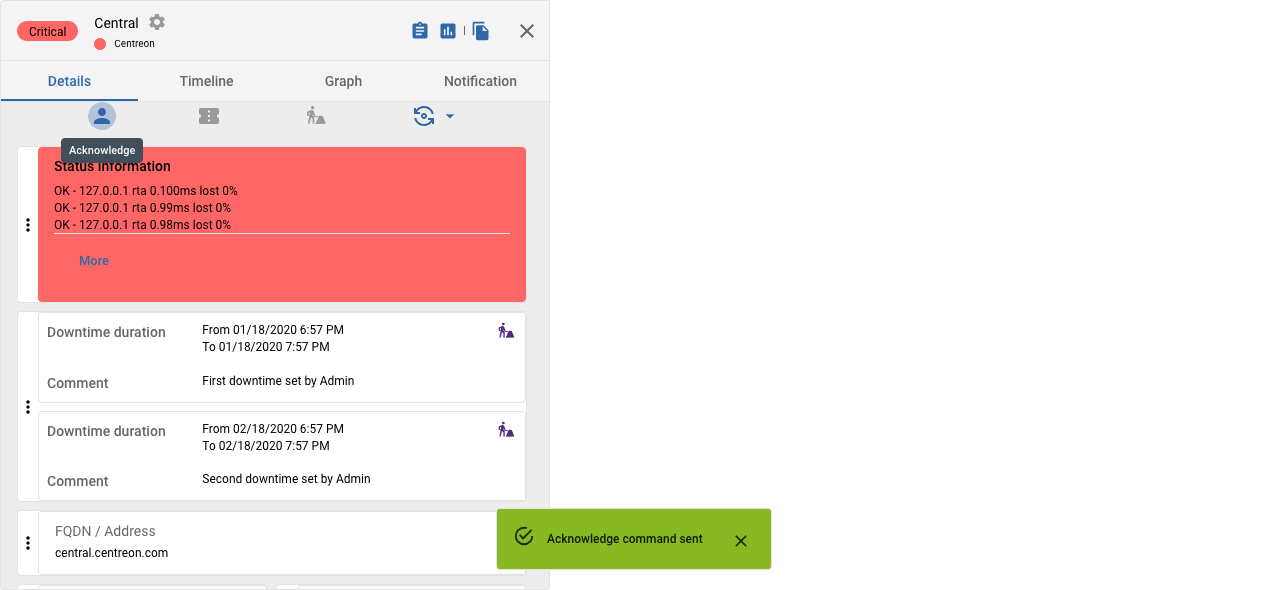 Critical
Central
Centreon
Details
Timeline
Graph
Notification
Acknowledge
Status information
OK - 127.0.0.1 rta 0.100ms lost 0%
OK - 127.0.0.1 rta 0.99ms lost 0%
OK - 127.0.0.1 rta 0.98ms lost 0%
More
Downtime duration
From 01/18/2020 6:57 PM
To 01/18/2020 7:57 PM
Comment
First downtime set by Admin
Downtime duration
From 02/18/2020 6:57 PM
To 02/18/2020 7:57 PM
Comment
Second downtime set by Admin
FQDN / Address
central.centreon.com
Acknowledge command sent